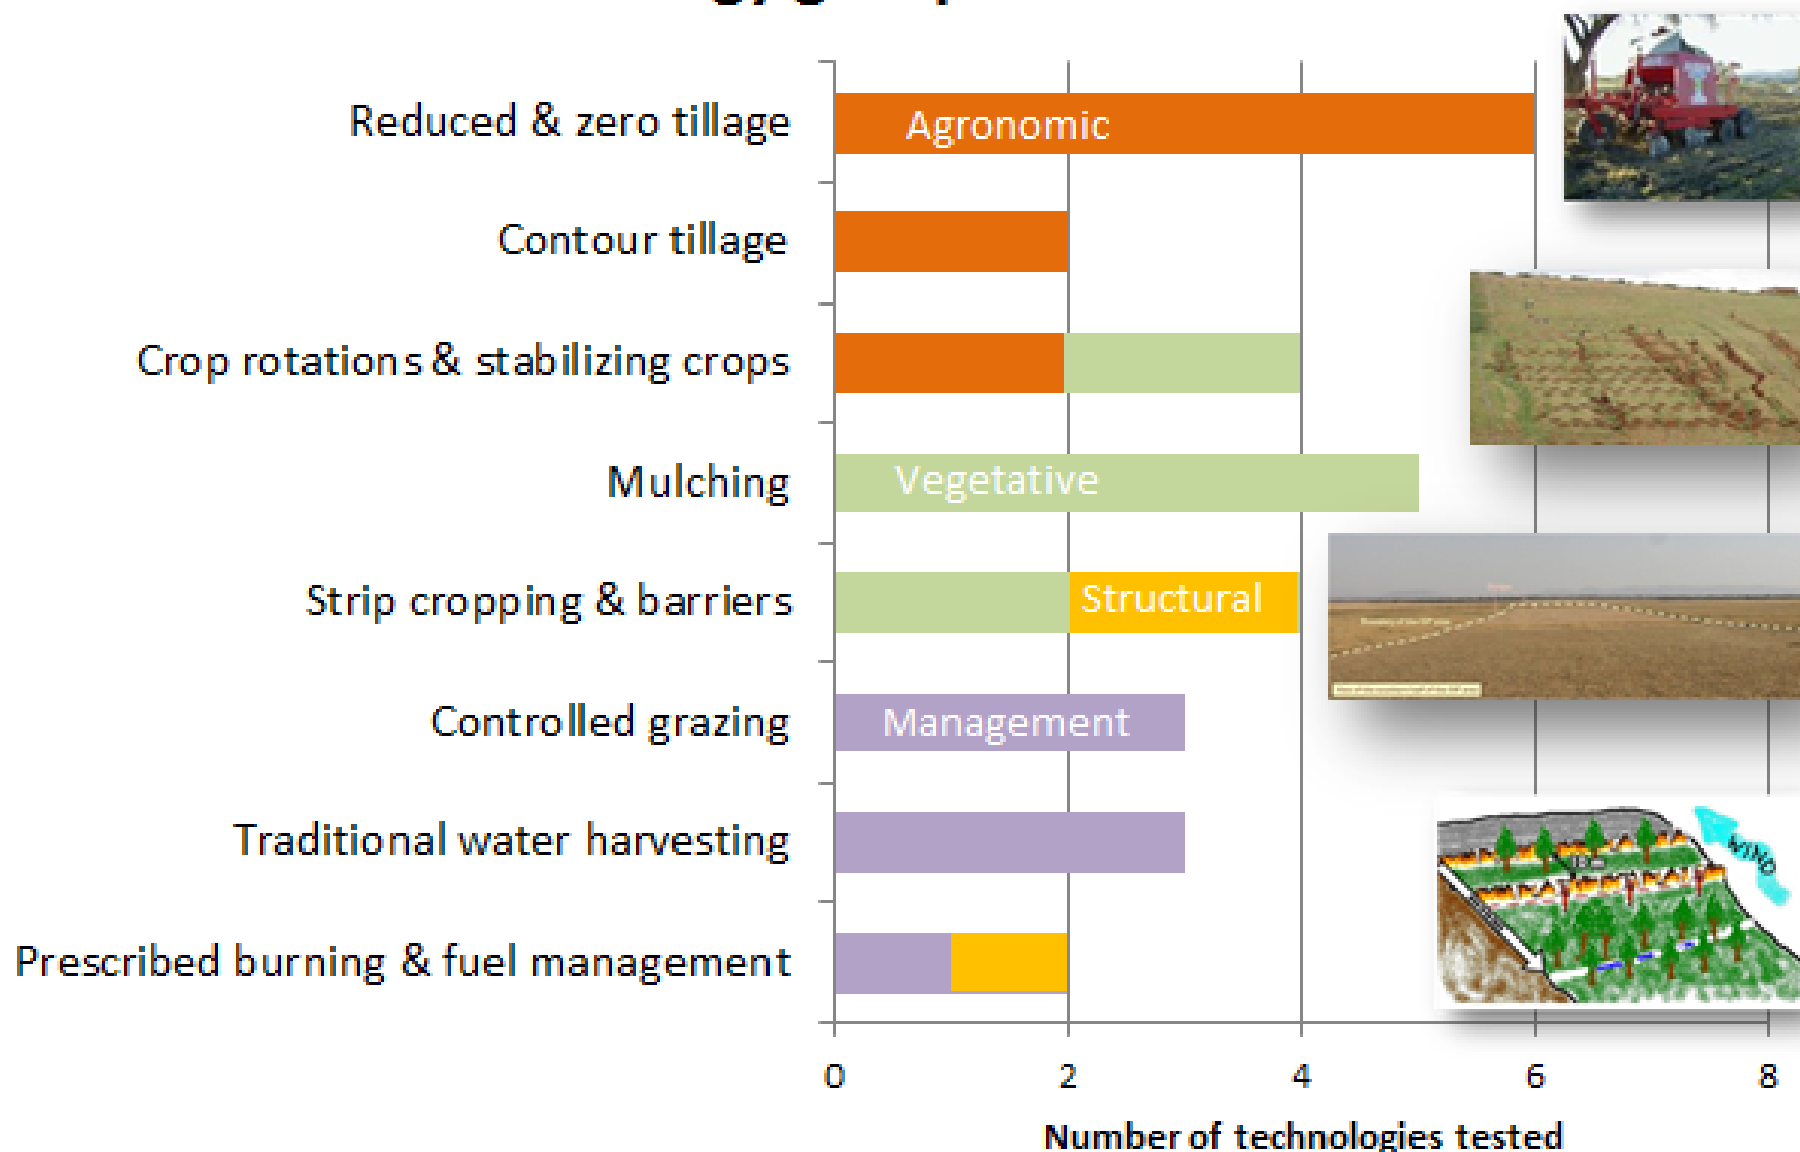 Reduced & zero tillage
Agronomic
Contour tillage
Crop rotations & stabilizing crops
Mulching
Vegetative
Strip cropping & barriers
Structural
Controlled grazing
Management
Traditional water harvesting
Prescribed burning & fuel management
WIND
0 2 4 6 8
Number of technologies tested